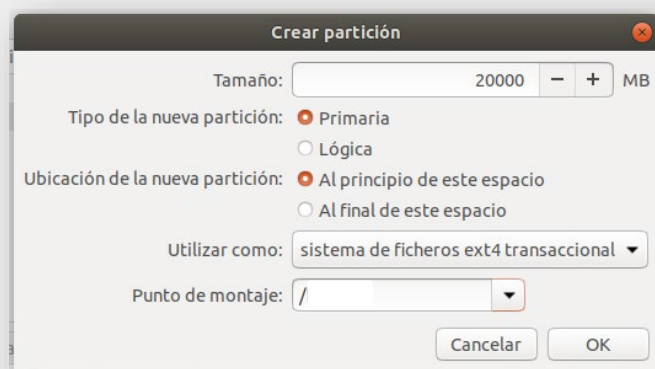 Crear partición
Tamaño: 20000 − + MB
Tipo de la nueva partición: Primaria
Lógica
Ubicación de la nueva partición: Al principio de este espacio
Al final de este espacio
Utilizar como: sistema de ficheros ext4 transaccional
Punto de montaje: /
Cancelar OK